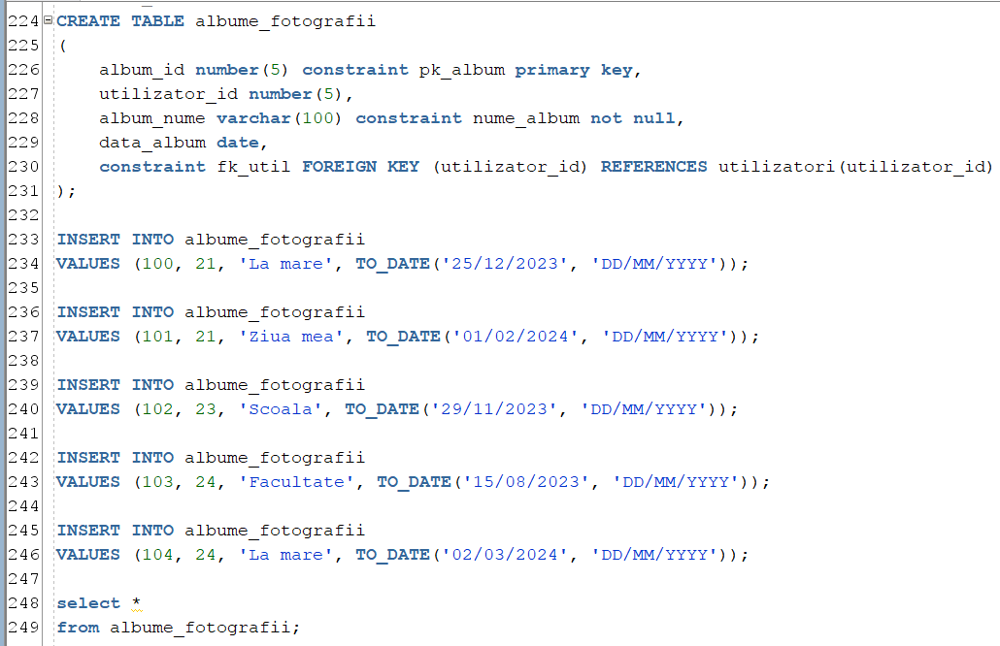 224 CREATE TABLE albume_fotografii
225 (
226 album_id number(5) constraint pk_album primary key,
227 utilizator_id number(5),
228 album_nume varchar(100) constraint nume_album not null,
229 data_album date,
230 constraint fk_util FOREIGN KEY (utilizator_id) REFERENCES utilizatori(utilizator_id)
231 );
232
233 INSERT INTO albume_fotografii
234 VALUES (100, 21, 'La mare', TO_DATE('25/12/2023', 'DD/MM/YYYY'));
235
236 INSERT INTO albume_fotografii
237 VALUES (101, 21, 'Ziua mea', TO_DATE('01/02/2024', 'DD/MM/YYYY'));
238
239 INSERT INTO albume_fotografii
240 VALUES (102, 23, 'Scoala', TO_DATE('29/11/2023', 'DD/MM/YYYY'));
241
242 INSERT INTO albume_fotografii
243 VALUES (103, 24, 'Facultate', TO_DATE('15/08/2023', 'DD/MM/YYYY'));
244
245 INSERT INTO albume_fotografii
246 VALUES (104, 24, 'La mare', TO_DATE('02/03/2024', 'DD/MM/YYYY'));
247
248 select *
249 from albume_fotografii;